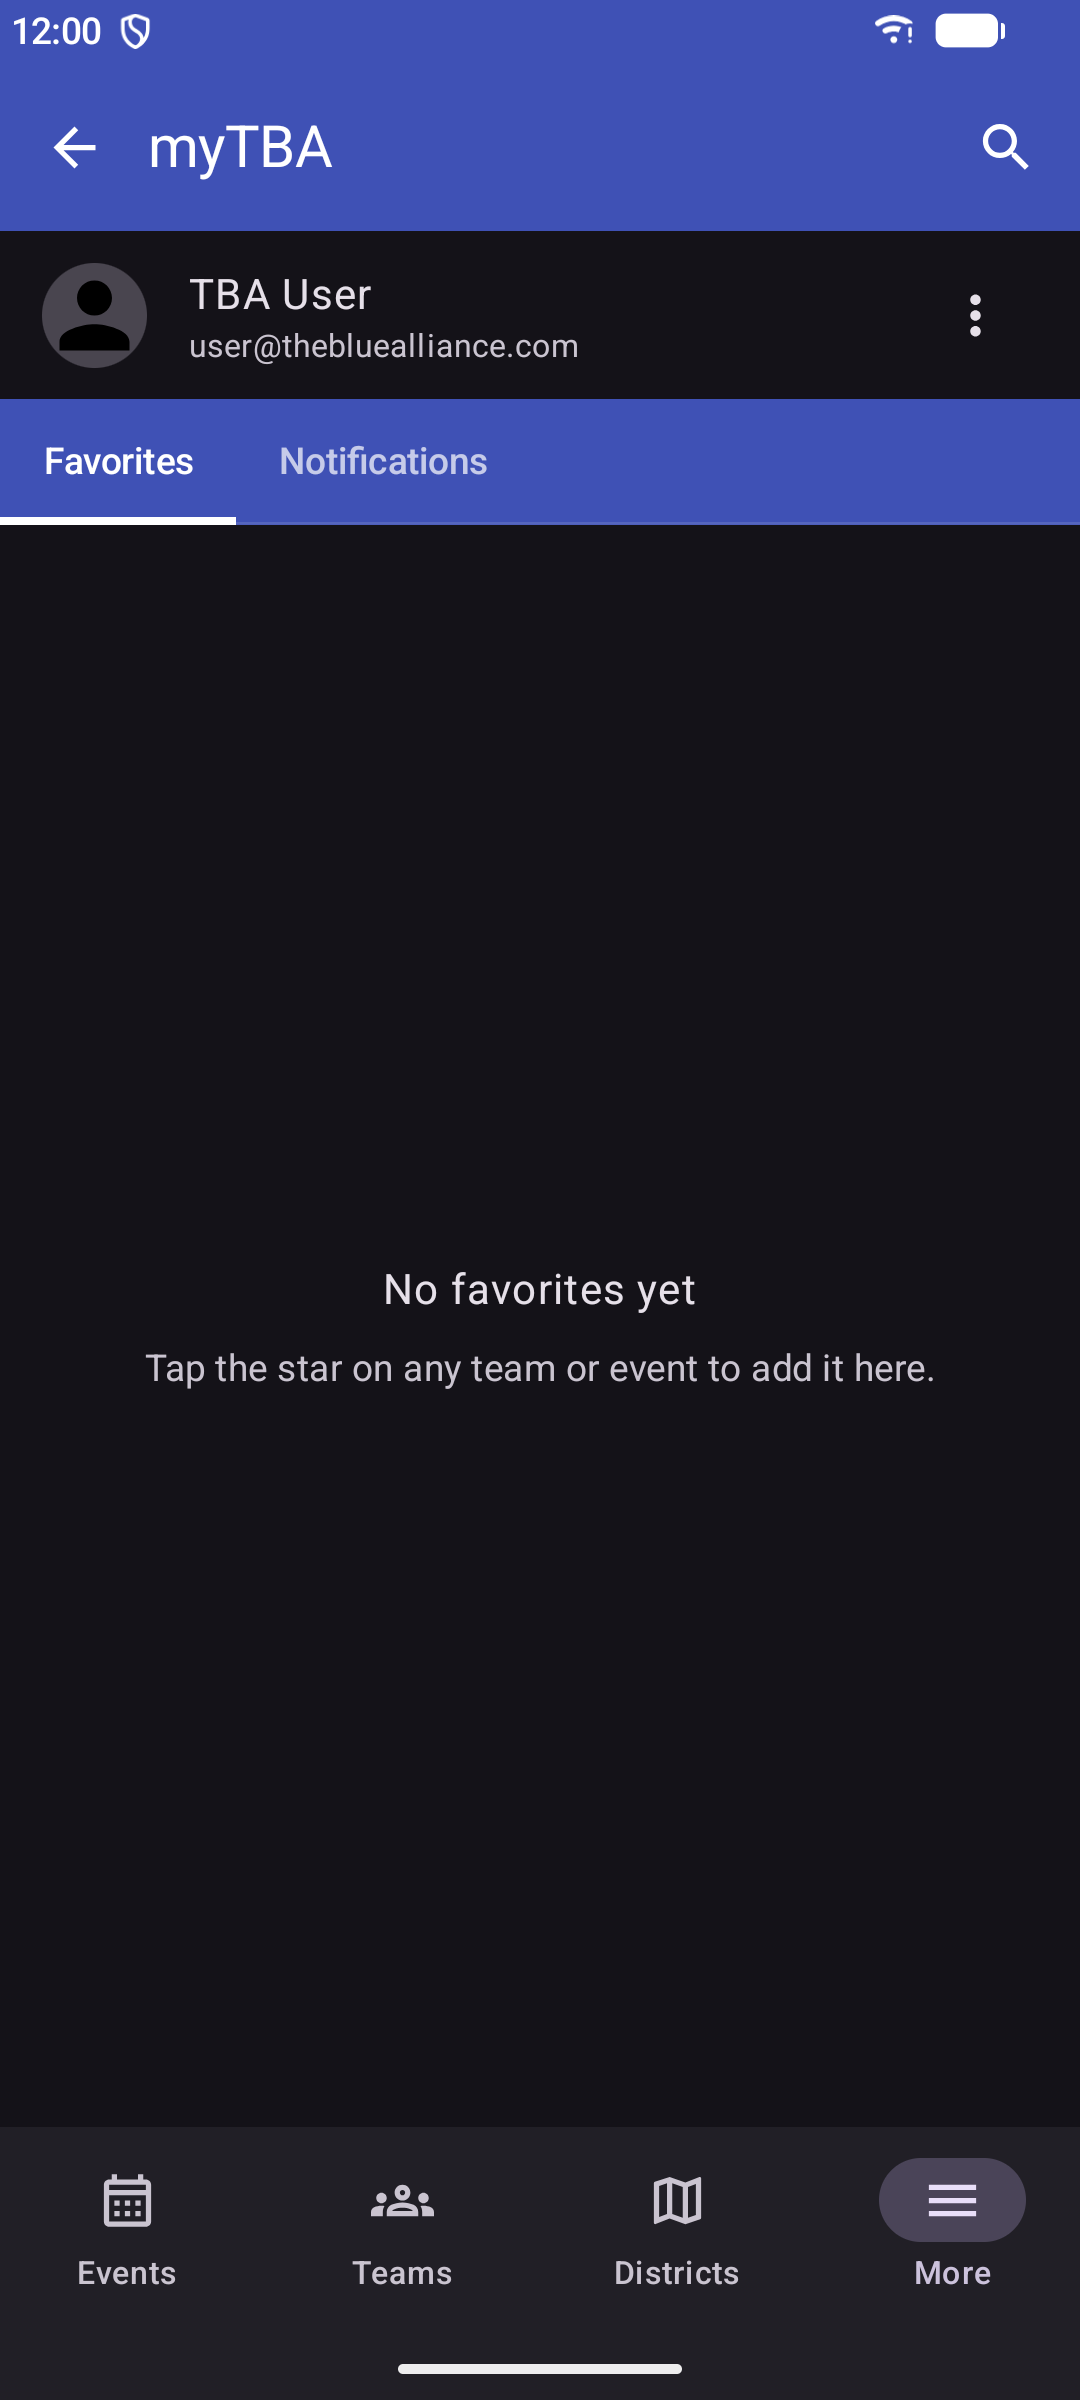 12:00
myTBA
TBA User
user@thebluealliance.com
Favorites
Notifications
No favorites yet
Tap the star on any team or event to add it here.
Events
Teams
Districts
More